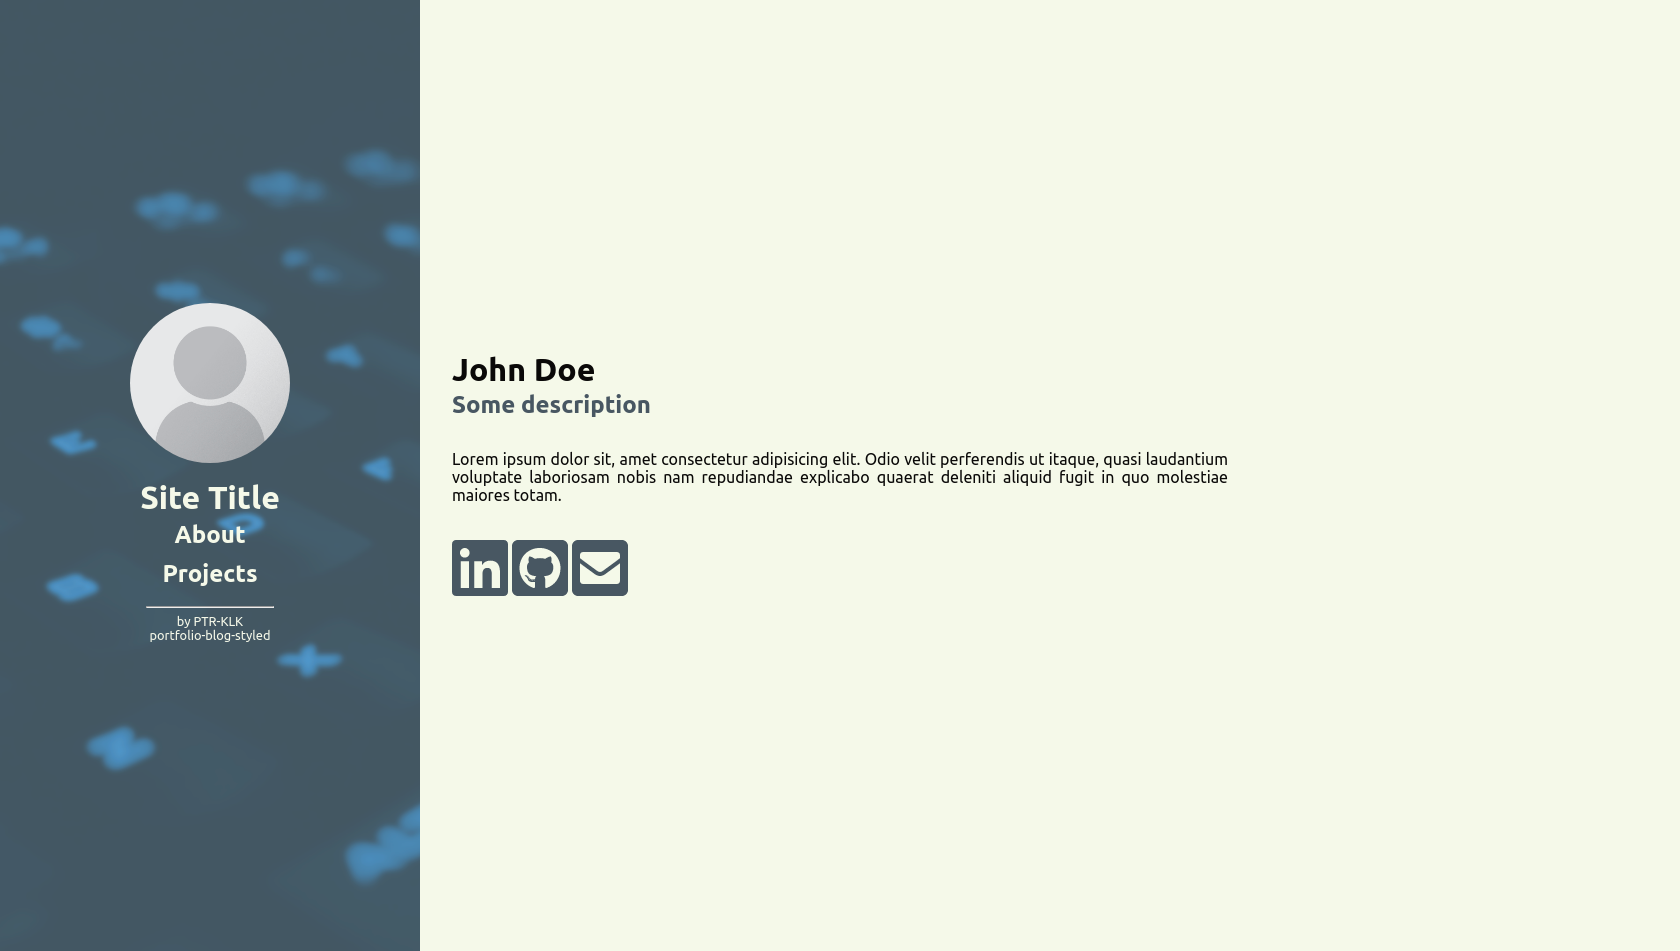 Site Title
About
Projects
by PTR-KLK
portfolio-blog-styled
John Doe
Some description
Lorem ipsum dolor sit, amet consectetur adipisicing elit. Odio velit perferendis ut itaque, quasi laudantium
voluptate laboriosam nobis nam repudiandae explicabo quaerat deleniti aliquid fugit in quo molestiae
maiores totam.
in